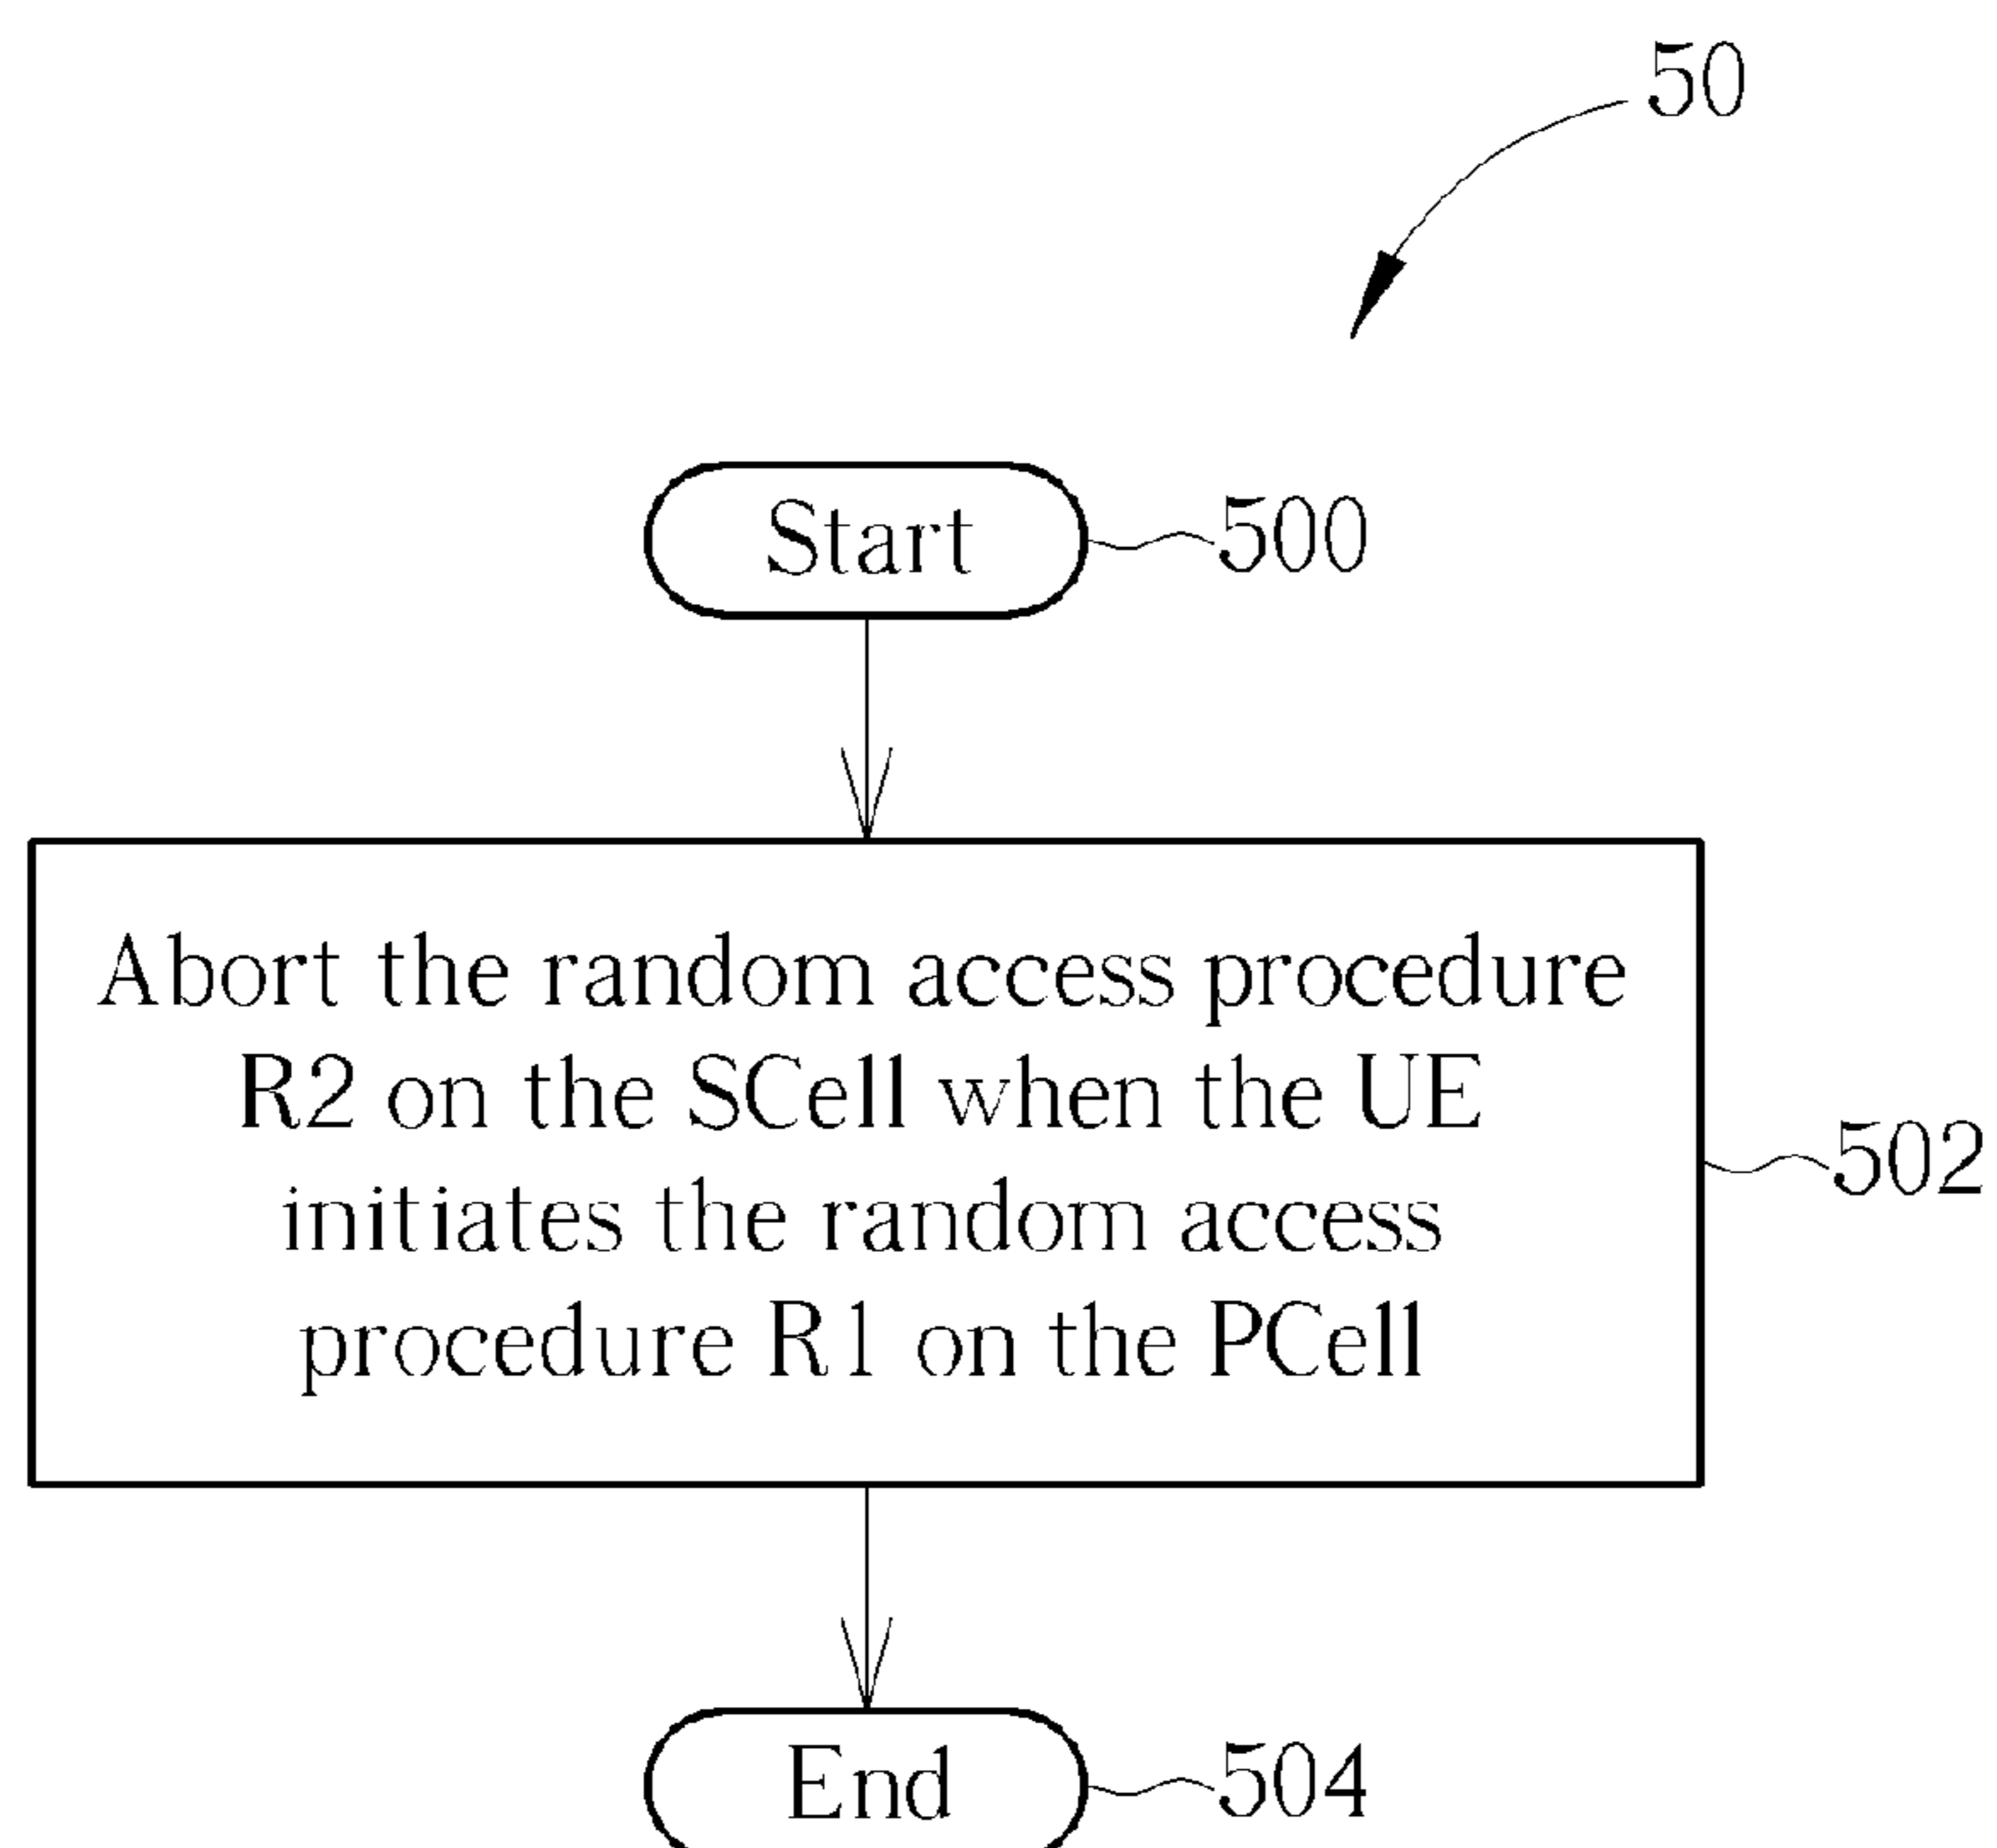 50
Start
500
Abort the random access procedure
R2 on the SCell when the UE
initiates the random access
procedure R1 on the PCell
502
End
504